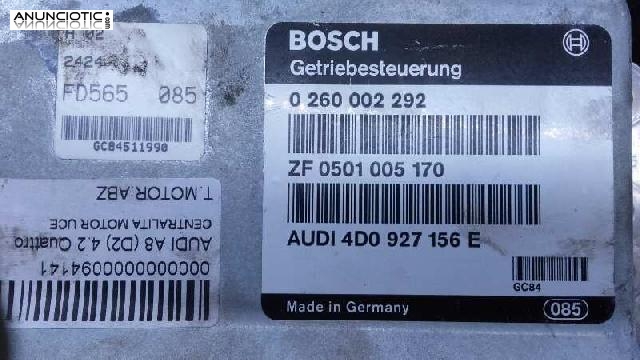 ANUNCIOTIC.com
H 02
FD565 085
GC84511990
T.MOTOR.ABZ
CENTRALITA MOTOR UCE
AUDI A8 (D2) 4.2 Quattro
BOSCH
Getriebesteuerung
0 260 002 292
ZF 0501 005 170
AUDI 4D0 927 156 E
GC84
Made in Germany
085